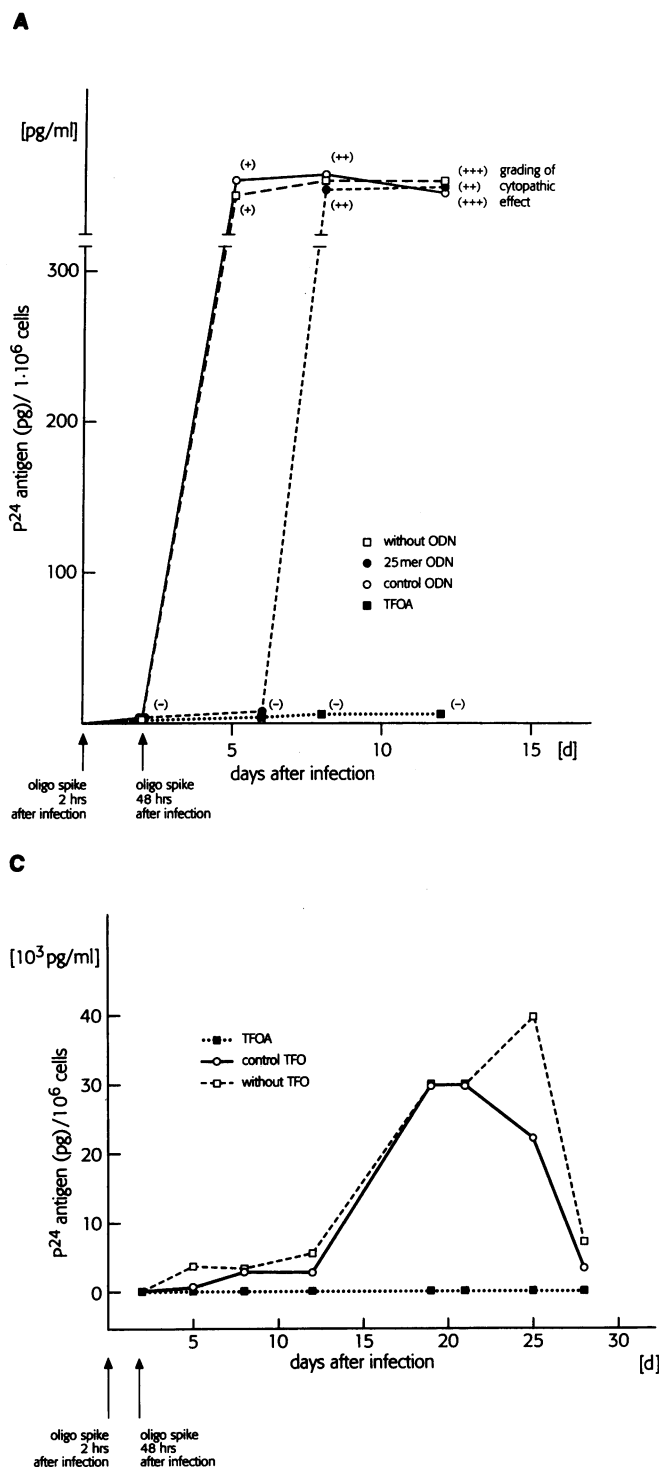 A
[pg/ml]
p24 antigen (pg)/ 1·10⁶ cells
300
200
100
(+)
(++)
(+++) grading of
(++) cytopathic
(+++) effect
(+)
(++)
without ODN
25mer ODN
control ODN
TFOA
(-)
(-)
(-)
(-)
5
10
15
[d]
days after infection
oligo spike
2 hrs
after infection
oligo spike
48 hrs
after infection
C
[10³pg/ml]
p24 antigen (pg) /10⁶ cells
40
30
20
10
0
TFOA
control TFO
without TFO
5
10
15
20
25
30
days after infection
[d]
oligo spike
2 hrs
after infection
oligo spike
48 hrs
after infection